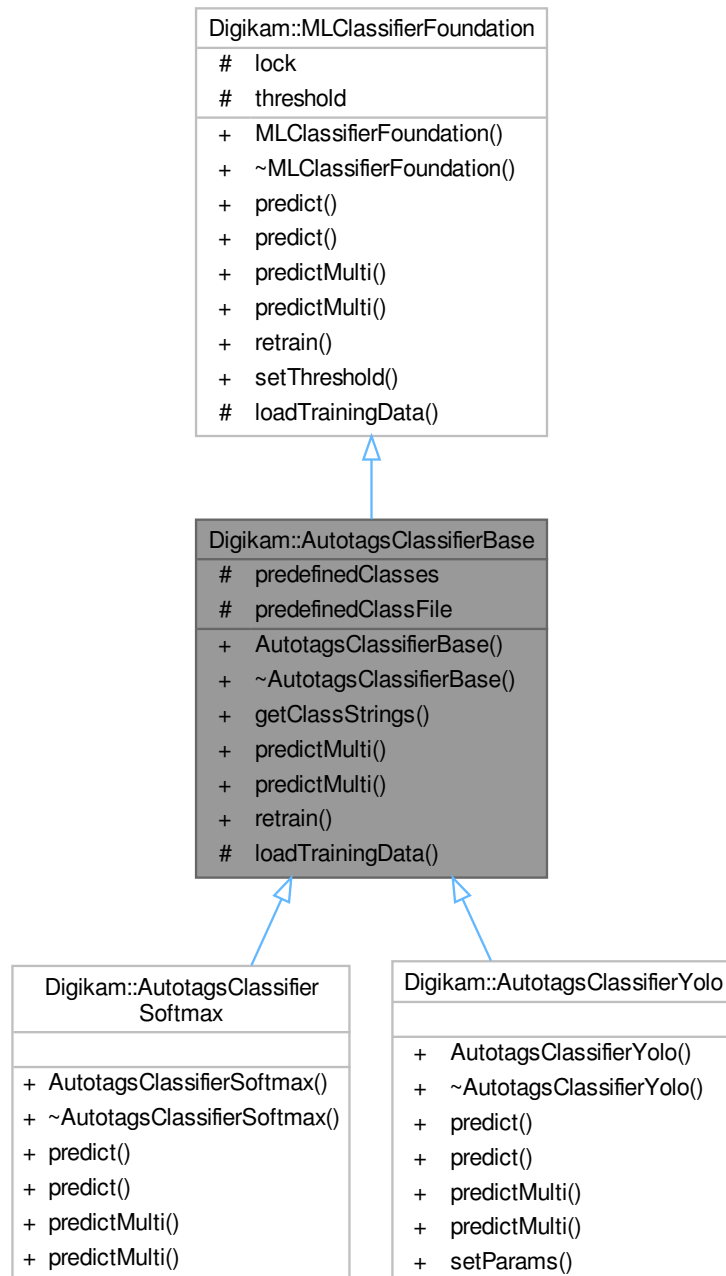 Digikam::MLClassifierFoundation
# lock
# threshold
+ MLClassifierFoundation()
+ ~MLClassifierFoundation()
+ predict()
+ predict()
+ predictMulti()
+ predictMulti()
+ retrain()
+ setThreshold()
# loadTrainingData()
Digikam::AutotagsClassifierBase
# predefinedClasses
# predefinedClassFile
+ AutotagsClassifierBase()
+ ~AutotagsClassifierBase()
+ getClassStrings()
+ predictMulti()
+ predictMulti()
+ retrain()
# loadTrainingData()
Digikam::AutotagsClassifier
Softmax
+ AutotagsClassifierSoftmax()
+ ~AutotagsClassifierSoftmax()
+ predict()
+ predict()
+ predictMulti()
+ predictMulti()
Digikam::AutotagsClassifierYolo
+ AutotagsClassifierYolo()
+ ~AutotagsClassifierYolo()
+ predict()
+ predict()
+ predictMulti()
+ predictMulti()
+ setParams()